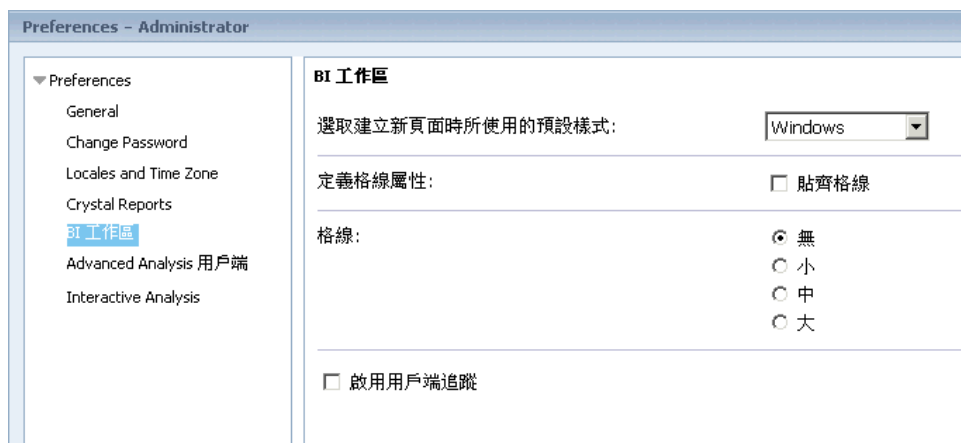 Preferences – Administrator
Preferences
General
Change Password
Locales and Time Zone
Crystal Reports
BI 工作區
Advanced Analysis 用戶端
Interactive Analysis
BI 工作區
選取建立新頁面時所使用的預設樣式:
Windows
定義格線屬性:
貼齊格線
格線:
無
小
中
大
啟用用戶端追蹤